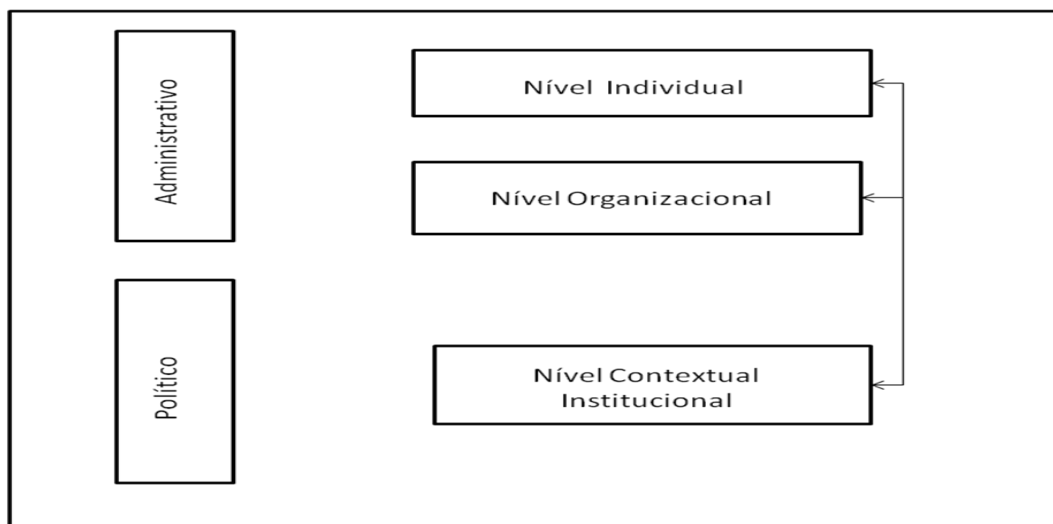 Administrativo
Nível Individual
Nível Organizacional
Político
Nível Contextual
Institucional